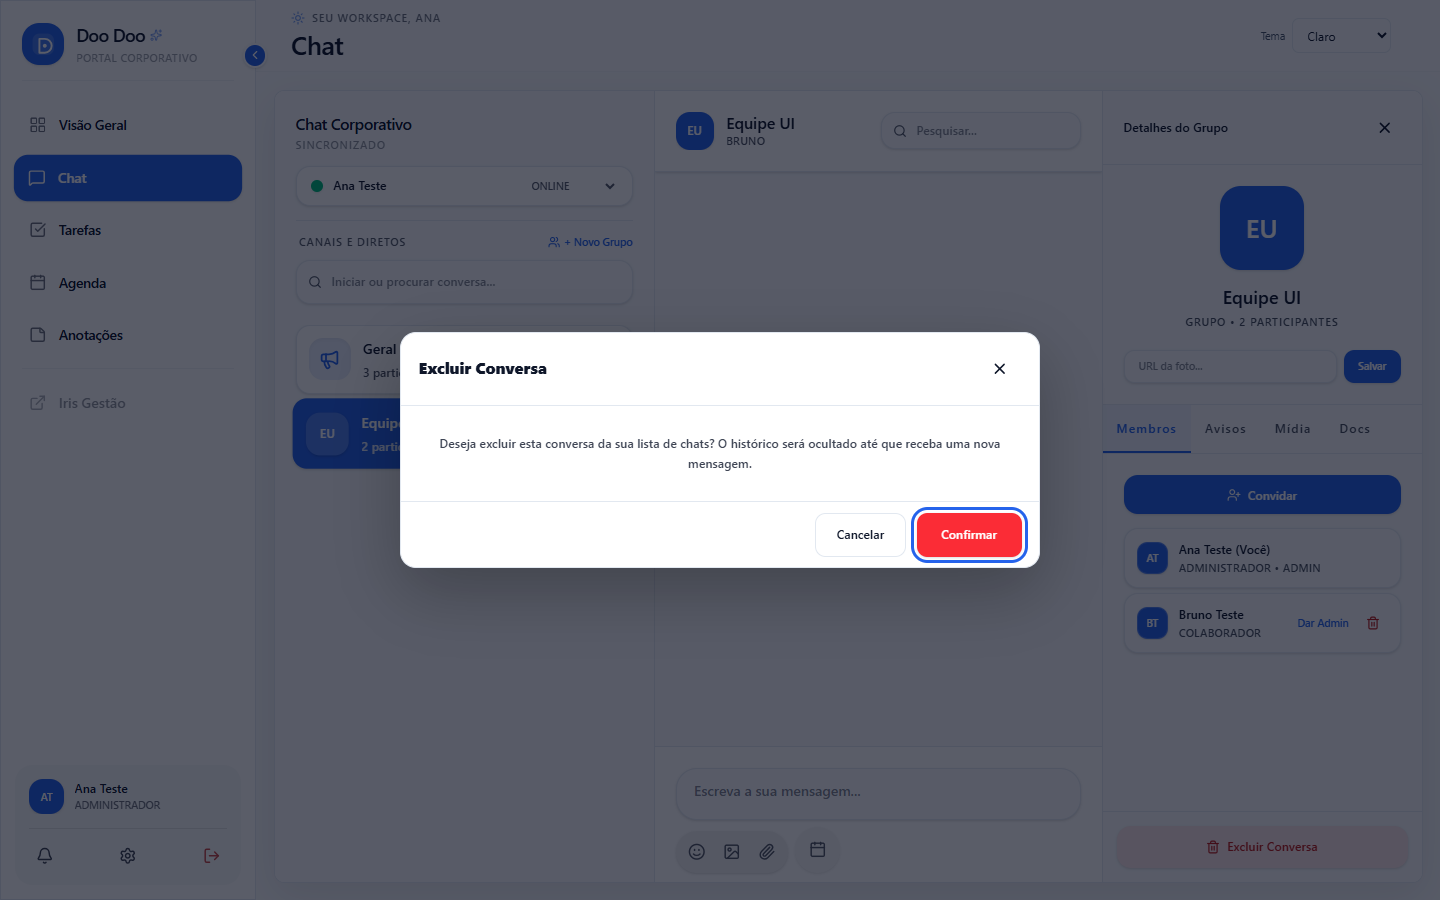 Doo Doo
PORTAL CORPORATIVO
Visão Geral
Chat
Tarefas
Agenda
Anotações
Iris Gestão
AT
Ana Teste
ADMINISTRADOR
SEU WORKSPACE, ANA
Chat
Tema
Claro
Chat Corporativo
SINCRONIZADO
Ana Teste
ONLINE
CANAIS E DIRETOS
+ Novo Grupo
Iniciar ou procurar conversa...
Geral
3 parti
EU
Equip
2 parti
EU
Equipe UI
BRUNO
Pesquisar...
Excluir Conversa
Deseja excluir esta conversa da sua lista de chats? O histórico será ocultado até que receba uma nova
mensagem.
Cancelar
Confirmar
Escreva a sua mensagem...
Detalhes do Grupo
EU
Equipe UI
GRUPO • 2 PARTICIPANTES
URL da foto...
Salvar
Membros
Avisos
Mídia
Docs
Convidar
AT
Ana Teste (Você)
ADMINISTRADOR • ADMIN
BT
Bruno Teste
COLABORADOR
Dar Admin
Excluir Conversa